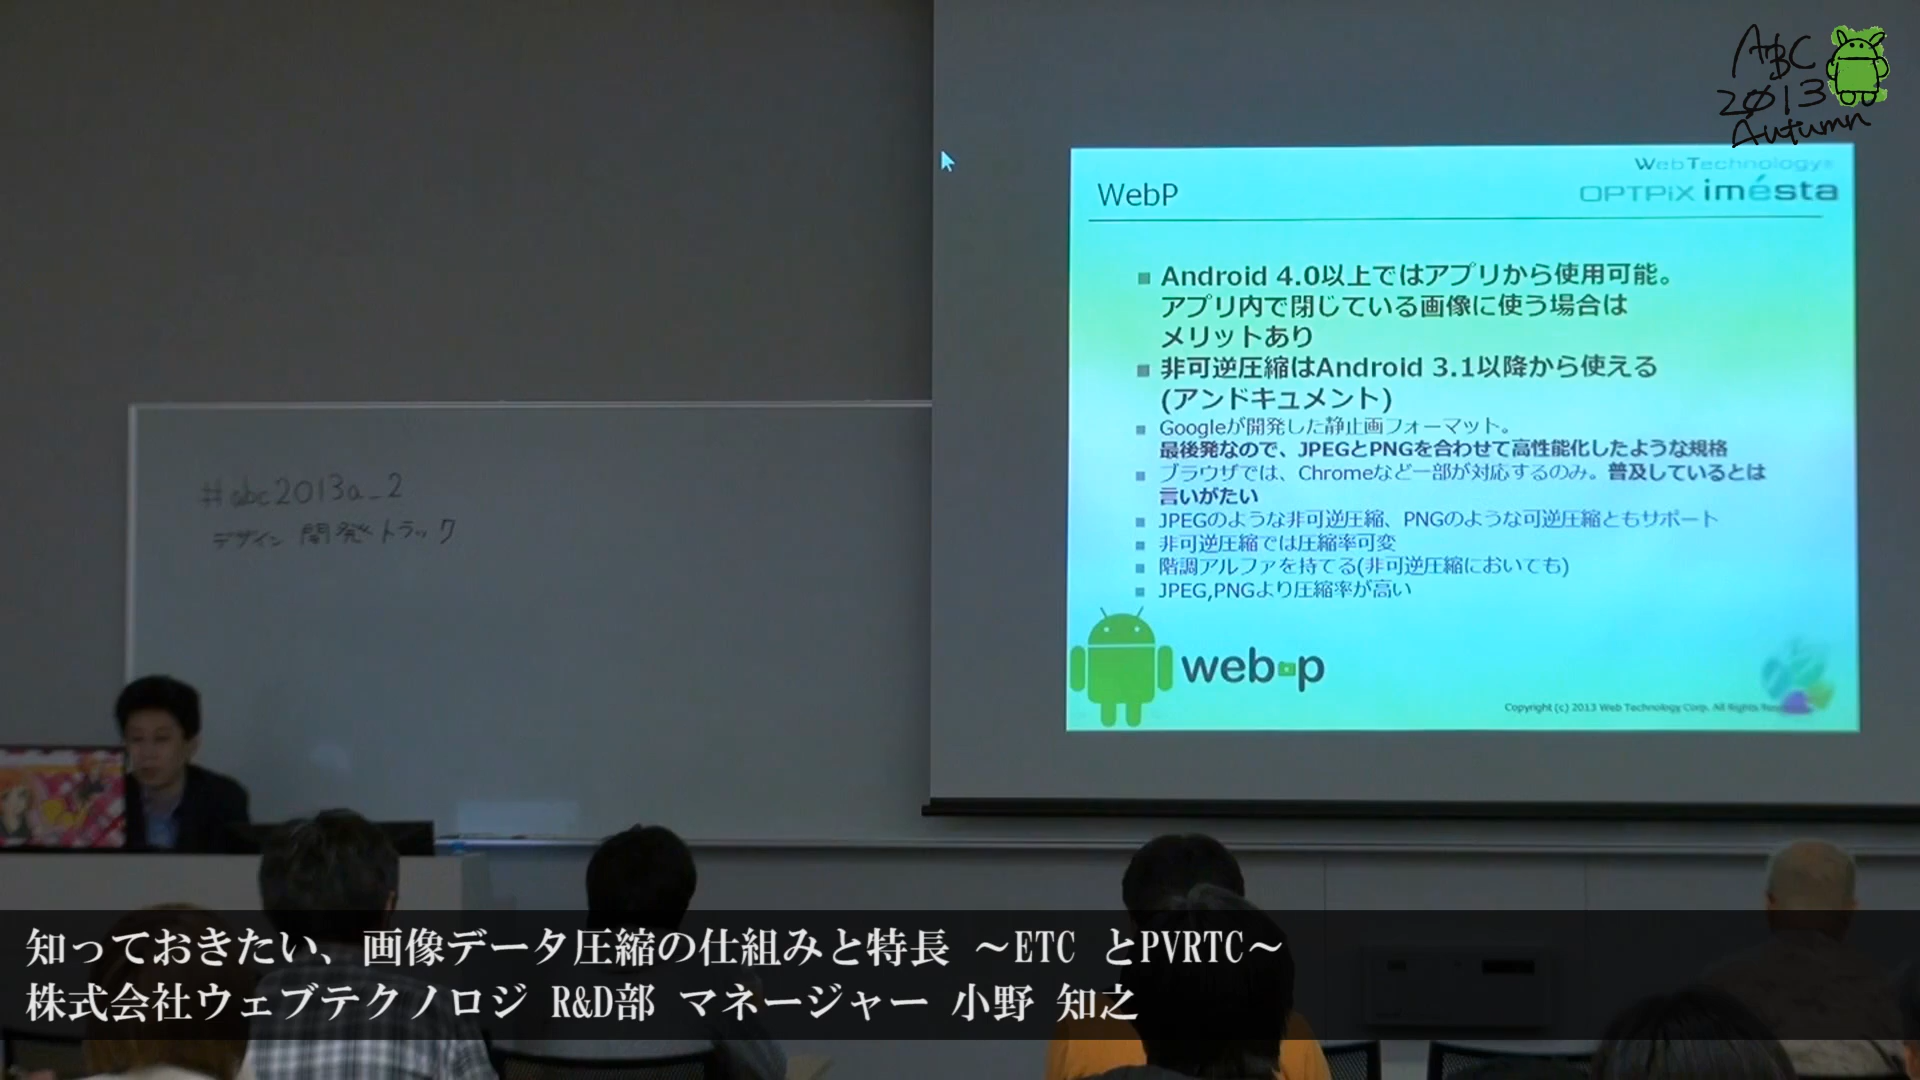 ABC
2013
Autumn
WebTechnology
OPTPiX imésta
WebP
Android 4.0以上ではアプリから使用可能。
アプリ内で閉じている画像に使う場合は
メリットあり
非可逆圧縮はAndroid 3.1以降から使える
(アンドキュメント)
Googleが開発した静止画フォーマット。
最後発なので、JPEGとPNGを合わせて高性能化したような規格
ブラウザでは、Chromeなど一部が対応するのみ。普及しているとは
言いがたい
JPEGのような非可逆圧縮、PNGのような可逆圧縮ともサポート
非可逆圧縮では圧縮率可変
階調アルファを持てる(非可逆圧縮においても)
JPEG,PNGより圧縮率が高い
webp
Copyright (c) 2013 Web Technology Corp. All Rights
#abc2013a_2
デザイン 開発トラック
知っておきたい、画像データ圧縮の仕組みと特長 ～ETC とPVRTC～
株式会社ウェブテクノロジ R&D部 マネージャー 小野 知之